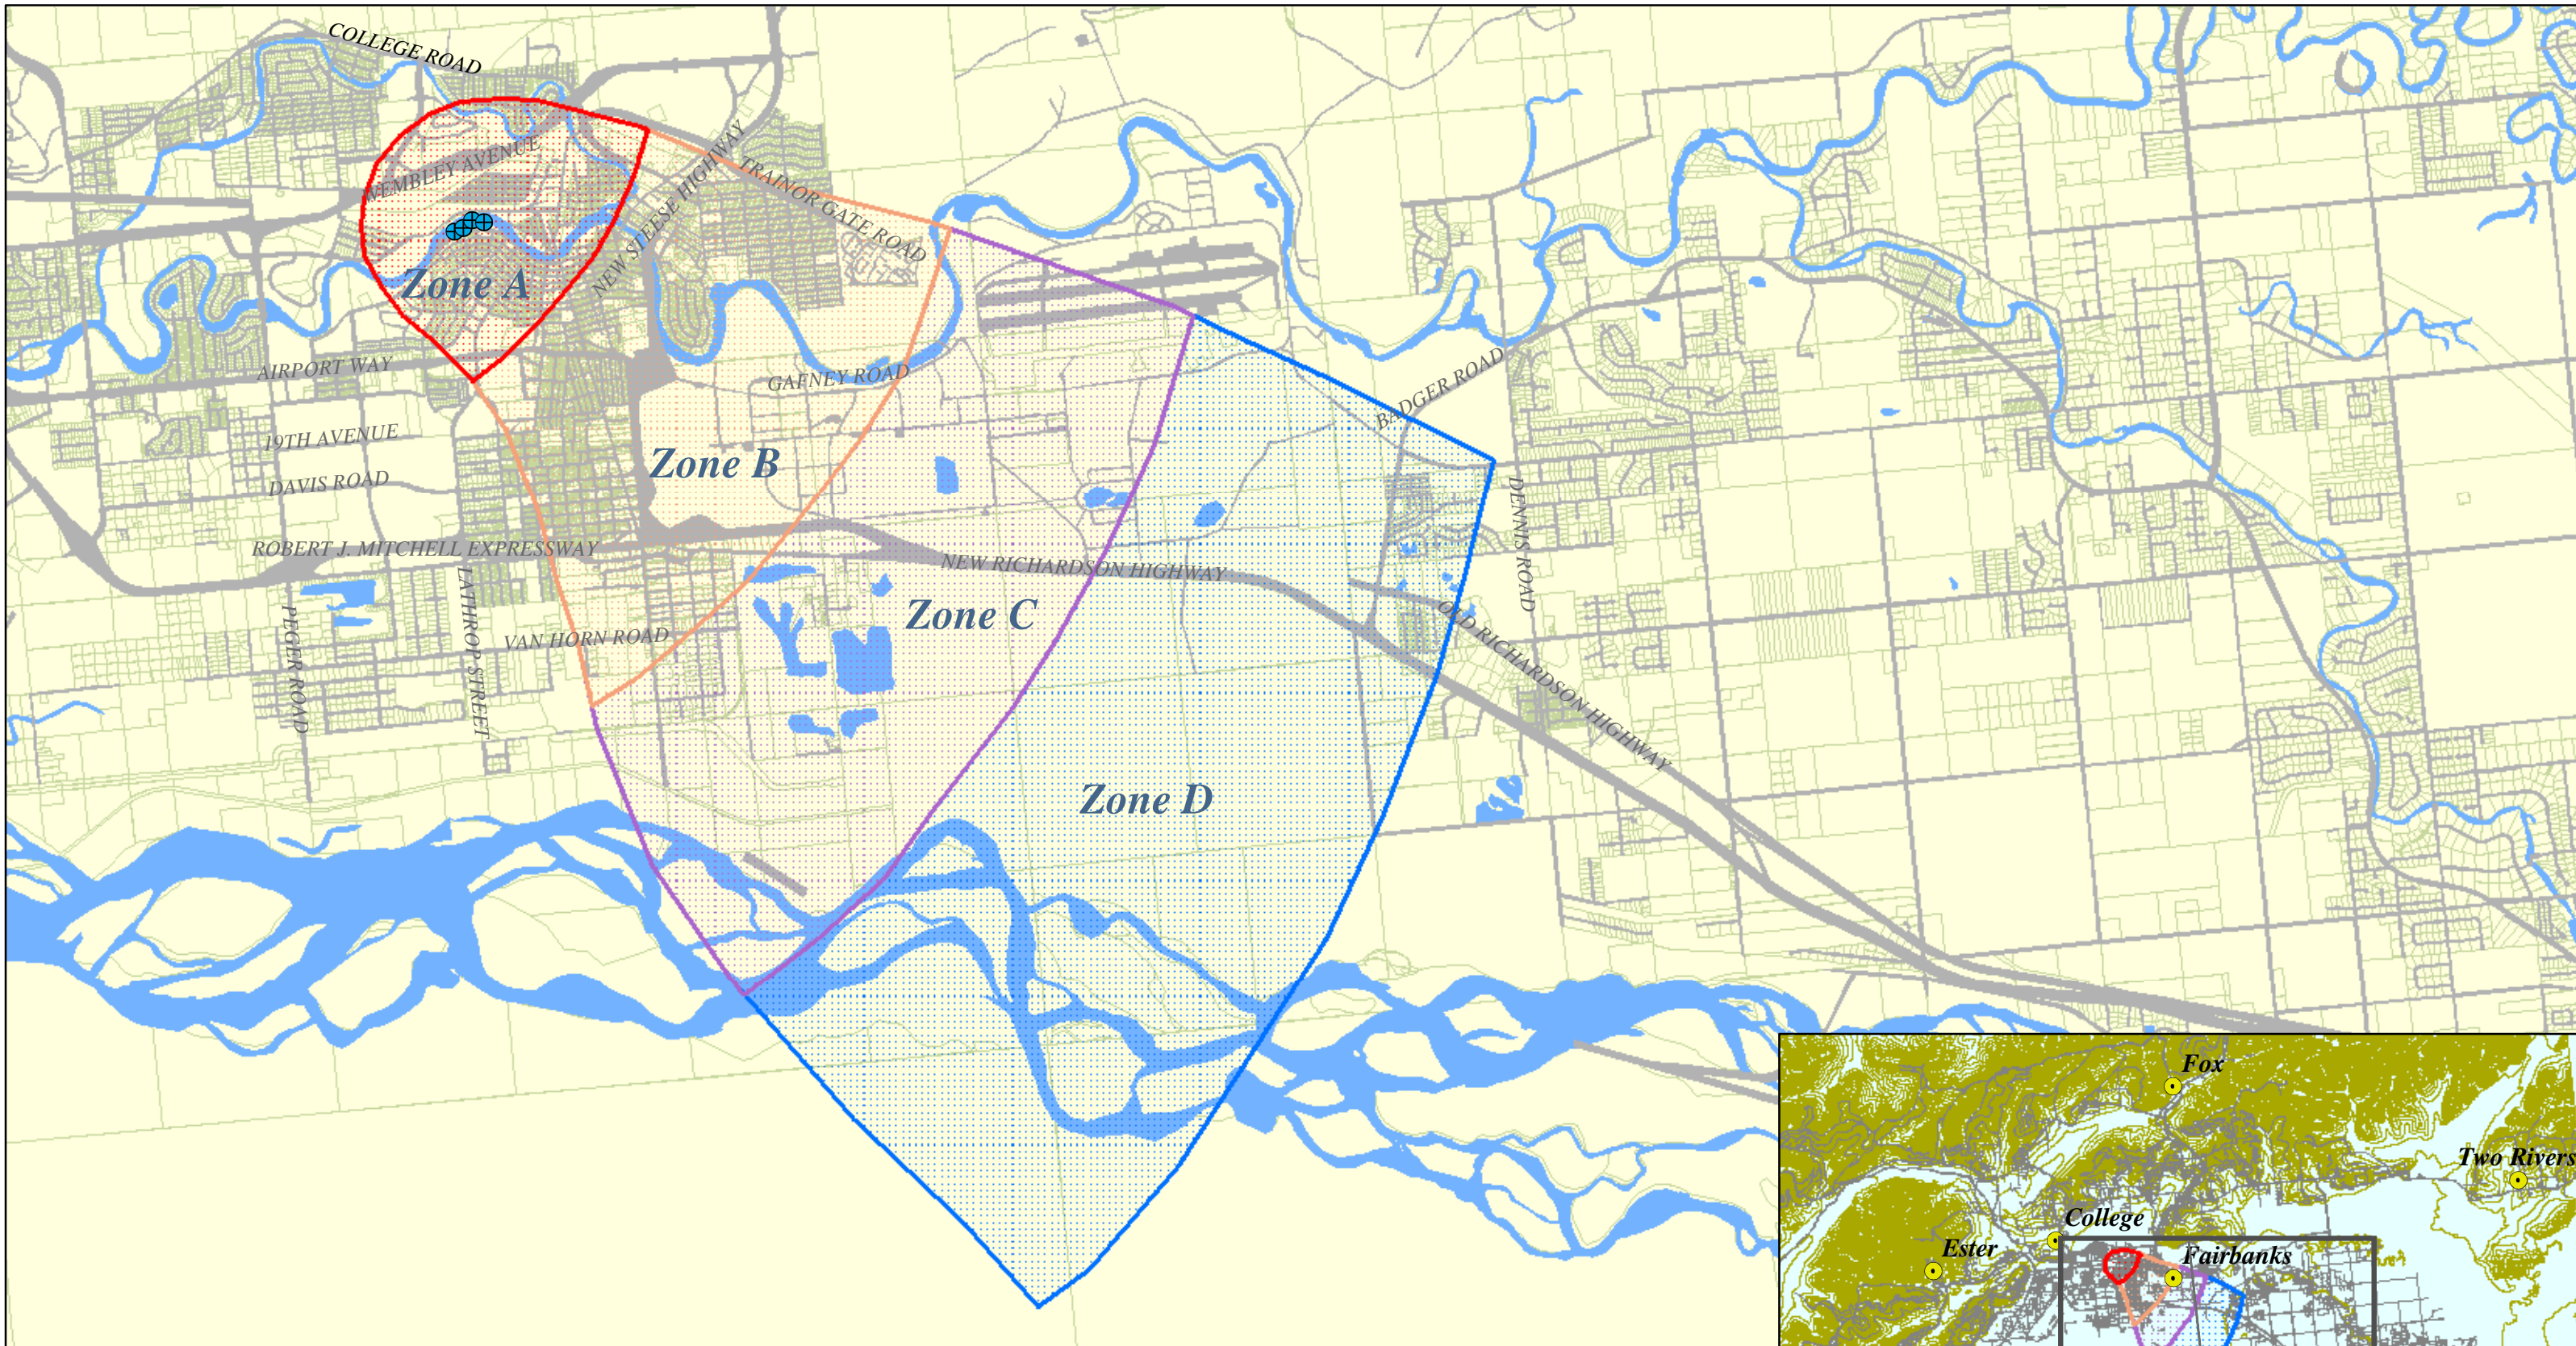 COLLEGE ROAD
WEMBLEY AVENUE
NEW STEESE HIGHWAY
TRAINOR GATE ROAD
Zone A
AIRPORT WAY
GAFNEY ROAD
BADGER ROAD
19TH AVENUE
Zone B
DAVIS ROAD
DENNIS ROAD
ROBERT J. MITCHELL EXPRESSWAY
NEW RICHARDSON HIGHWAY
Zone C
OLD RICHARDSON HIGHWAY
PEGER ROAD
LATHROP STREET
VAN HORN ROAD
Zone D
Fox
Two Rivers
College
Ester
Fairbanks